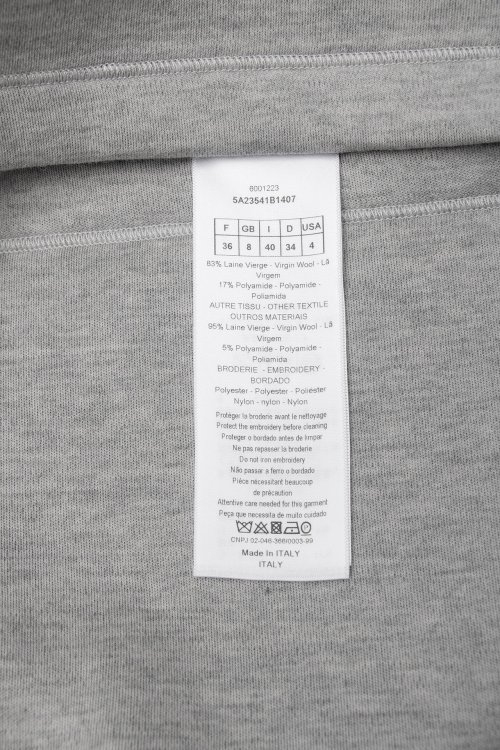 6001223
5A23541B1407
F GB I D USA
36 8 40 34 4
83% Laine Vierge - Virgin Wool - Lã
Virgem
17% Polyamide - Polyamide -
Poliamida
AUTRE TISSU - OTHER TEXTILE
OUTROS MATERIAIS
95% Laine Vierge - Virgin Wool - Lã
Virgem
5% Polyamide - Polyamide -
Poliamida
BRODERIE - EMBROIDERY -
BORDADO
Polyester - Polyester - Poliéster
Nylon - nylon - Nylon
Protéger la broderie avant le nettoyage
Protect the embroidery before cleaning
Proteger o bordado antes de limpar
Ne pas repasser la broderie
Do not iron embroidery
Não passar a ferro o bordado
Pièce nécessitant beaucoup
de précaution
Attentive care needed for this garment
Peça que necessita de muito cuidado
CNPJ 02-046-366/0003-99
Made In ITALY
ITALY